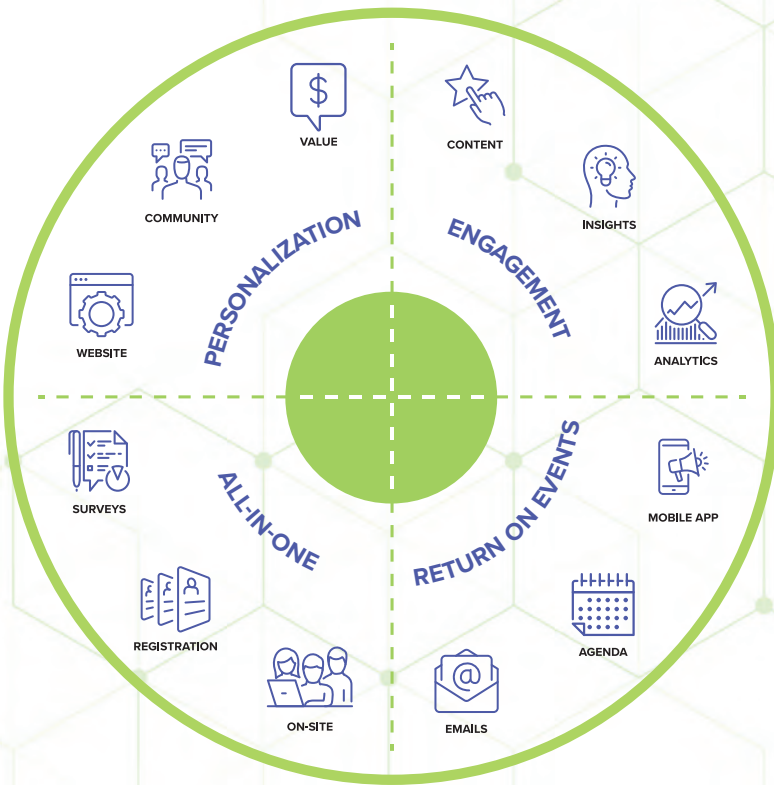 $
VALUE
CONTENT
COMMUNITY
INSIGHTS
PERSONALIZATION
ENGAGEMENT
WEBSITE
ANALYTICS
SURVEYS
MOBILE APP
ALL-IN-ONE
RETURN ON EVENTS
REGISTRATION
AGENDA
@
ON-SITE
EMAILS